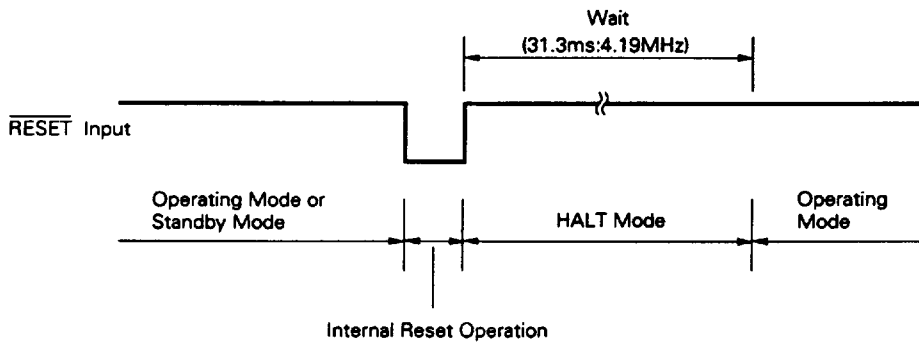 Wait
(31.3ms:4.19MHz)
RESET Input
Operating Mode or
Standby Mode
HALT Mode
Operating
Mode
Internal Reset Operation